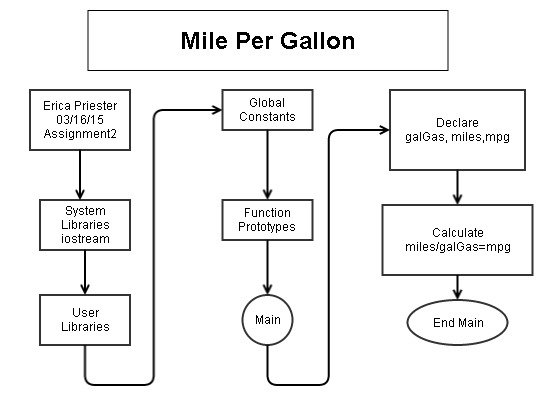 Mile Per Gallon
Erica Priester
03/16/15
Assignment2
System
Libraries
iostream
User
Libraries
Global
Constants
Function
Prototypes
Main
Declare
galGas, miles,mpg
Calculate
miles/galGas=mpg
End Main